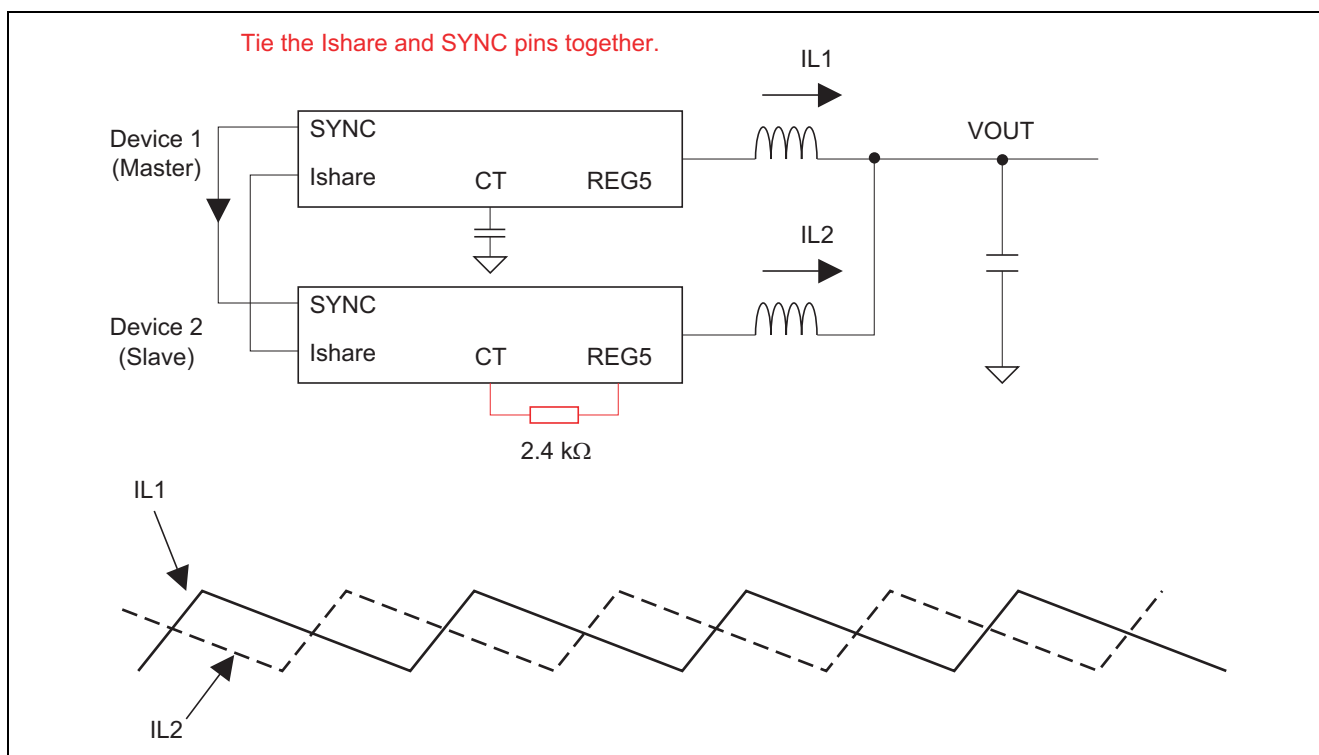 Tie the Ishare and SYNC pins together.
IL1
Device 1
(Master)
SYNC
Ishare
CT
REG5
VOUT
IL2
Device 2
(Slave)
SYNC
Ishare
CT
REG5
2.4 kΩ
IL1
IL2